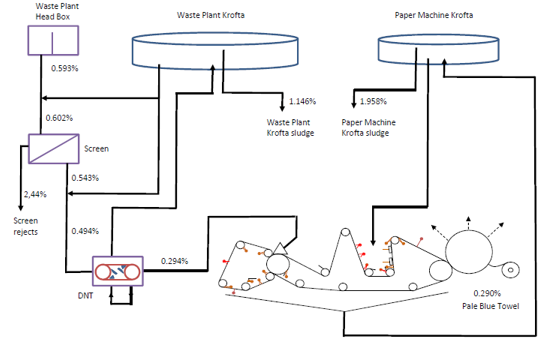 Waste Plant
Head Box
Waste Plant Krofta
Paper Machine Krofta
0.593%
1.146%
1.958%
0.602%
Waste Plant
Krofta sludge
Paper Machine
Krofta sludge
Screen
0.543%
2,44%
Screen
rejects
0.494%
0.294%
DNT
0.290%
Pale Blue Towel